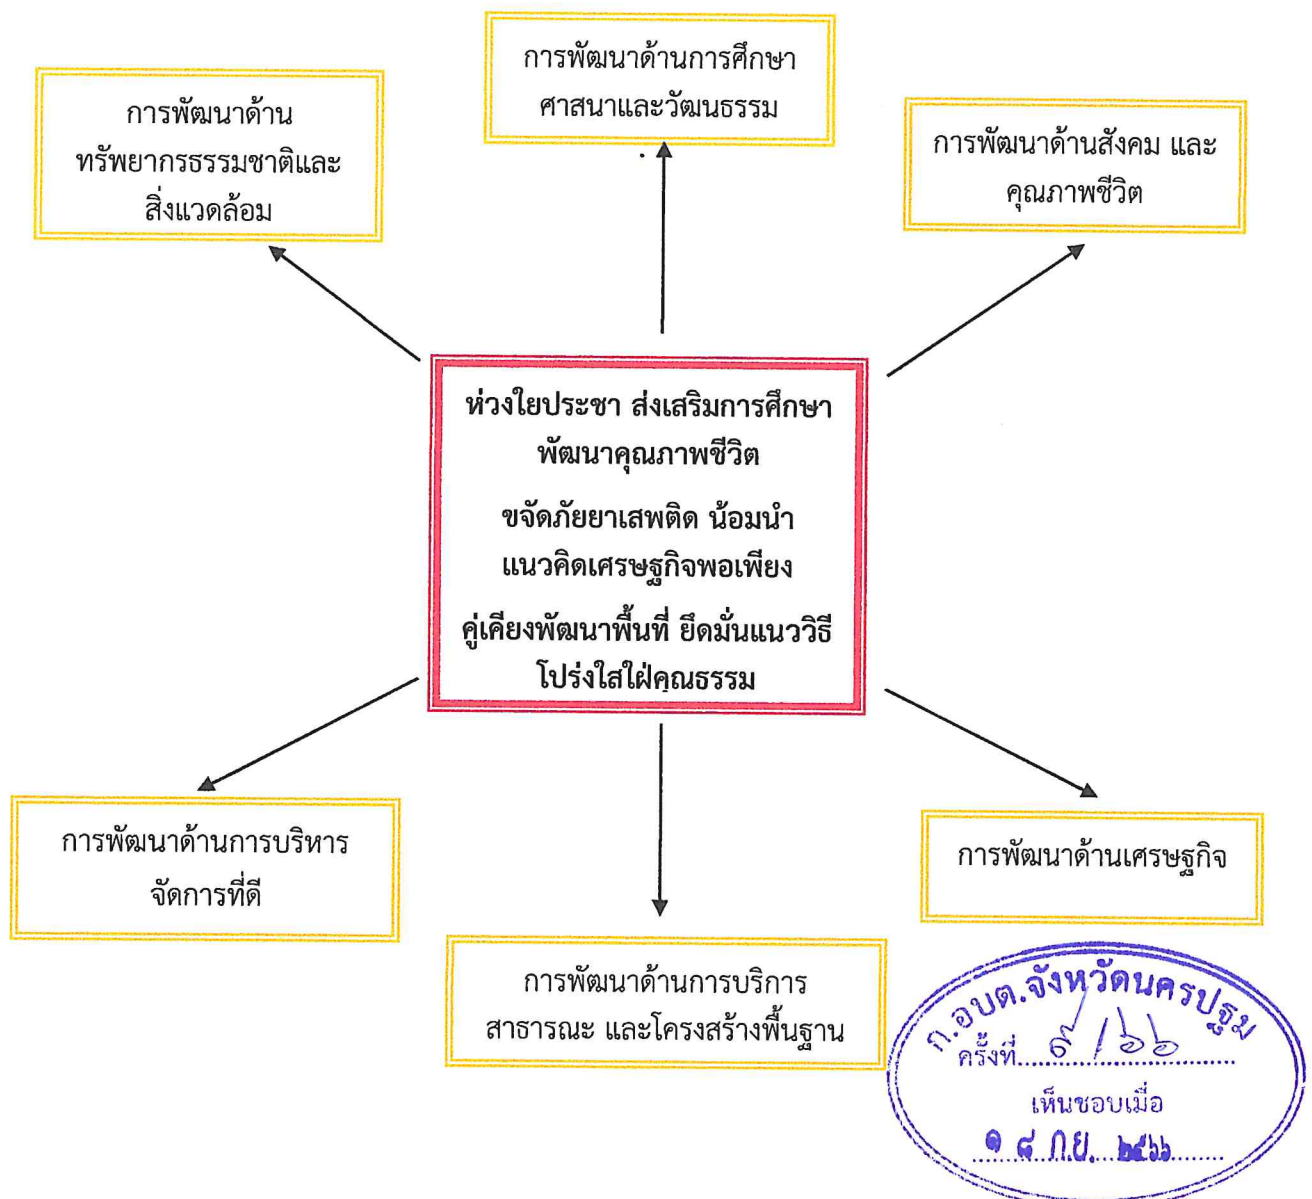 การพัฒนาด้านการศึกษา
ศาสนาและวัฒนธรรม
การพัฒนาด้าน
ทรัพยากรธรรมชาติและ
สิ่งแวดล้อม
การพัฒนาด้านสังคม และ
คุณภาพชีวิต
ห่วงใยประชา ส่งเสริมการศึกษา
พัฒนาคุณภาพชีวิต
ขจัดภัยยาเสพติด น้อมนำ
แนวคิดเศรษฐกิจพอเพียง
คู่เคียงพัฒนาพื้นที่ ยึดมั่นแนววิธี
โปร่งใสใฝ่คุณธรรม
การพัฒนาด้านการบริหาร
จัดการที่ดี
การพัฒนาด้านเศรษฐกิจ
การพัฒนาด้านการบริการ
สาธารณะ และโครงสร้างพื้นฐาน
ก.อบต.จังหวัดนครปฐม
ครั้งที่ ๙/๖๖
เห็นชอบเมื่อ
๑ ๘ ก.ย. ๒๕๖๖